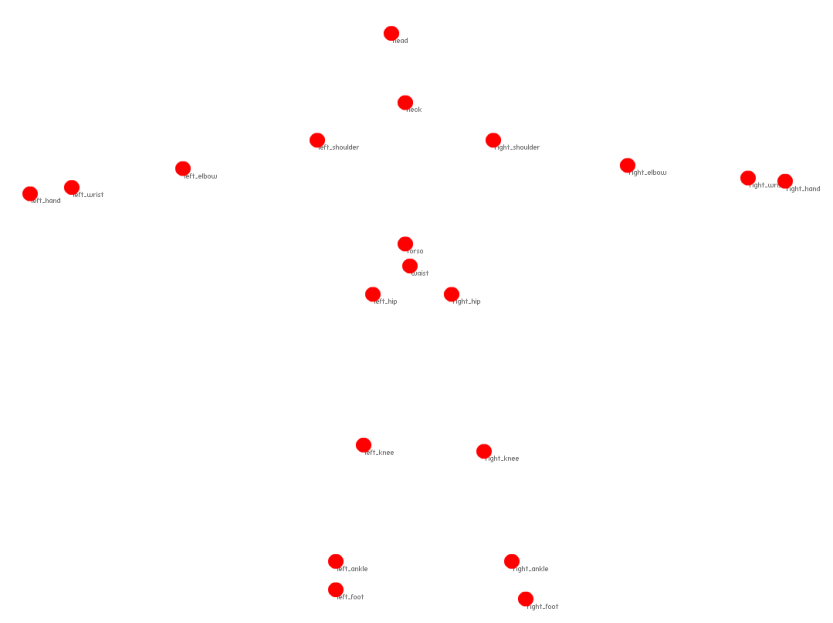 head
neck
left_shoulder
right_shoulder
left_elbow
right_elbow
left_hand
left_wrist
right_hand
torso
waist
left_hip
right_hip
left_knee
right_knee
left_ankle
right_ankle
left_foot
right_foot